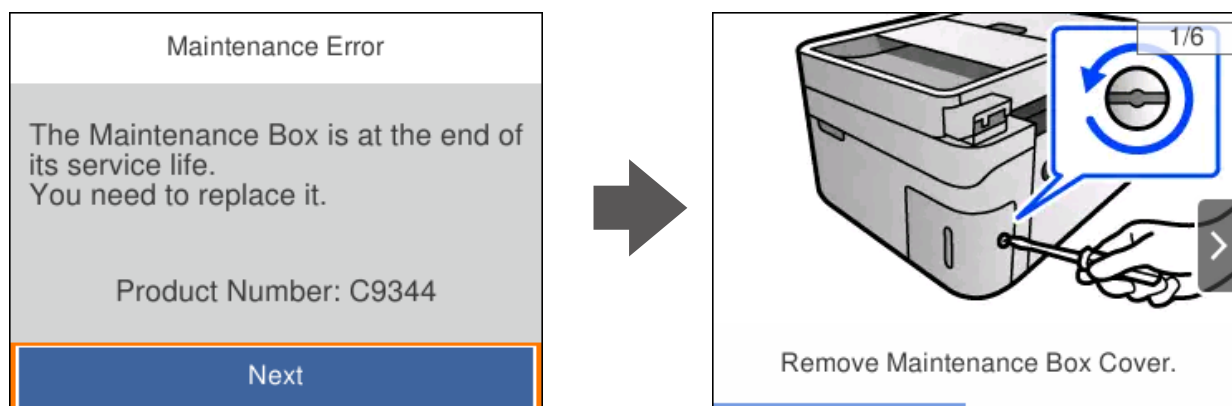 Maintenance Error
The Maintenance Box is at the end of
its service life.
You need to replace it.
Product Number: C9344
Next
1/6
Remove Maintenance Box Cover.